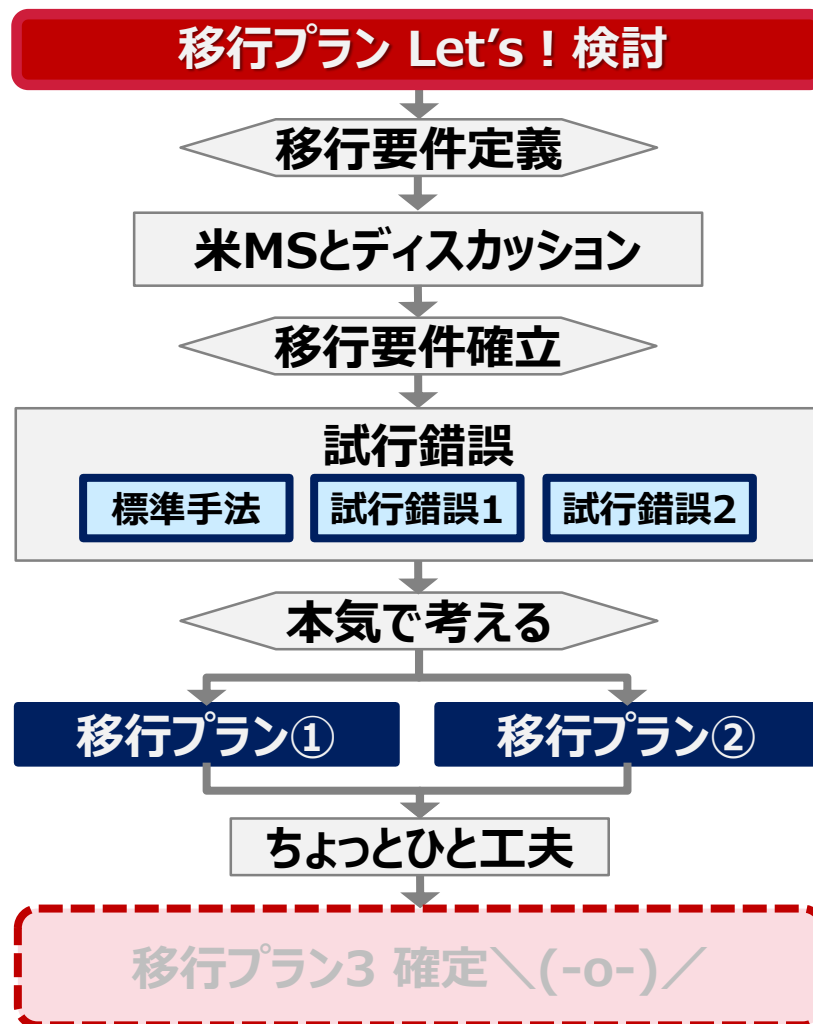 移行プラン Let's！検討
移行要件定義
米MSとディスカッション
移行要件確立
試行錯誤
標準手法
試行錯誤1
試行錯誤2
本気で考える
移行プラン①
移行プラン②
ちょっとひと工夫
移行プラン3 確定＼(-o-)／